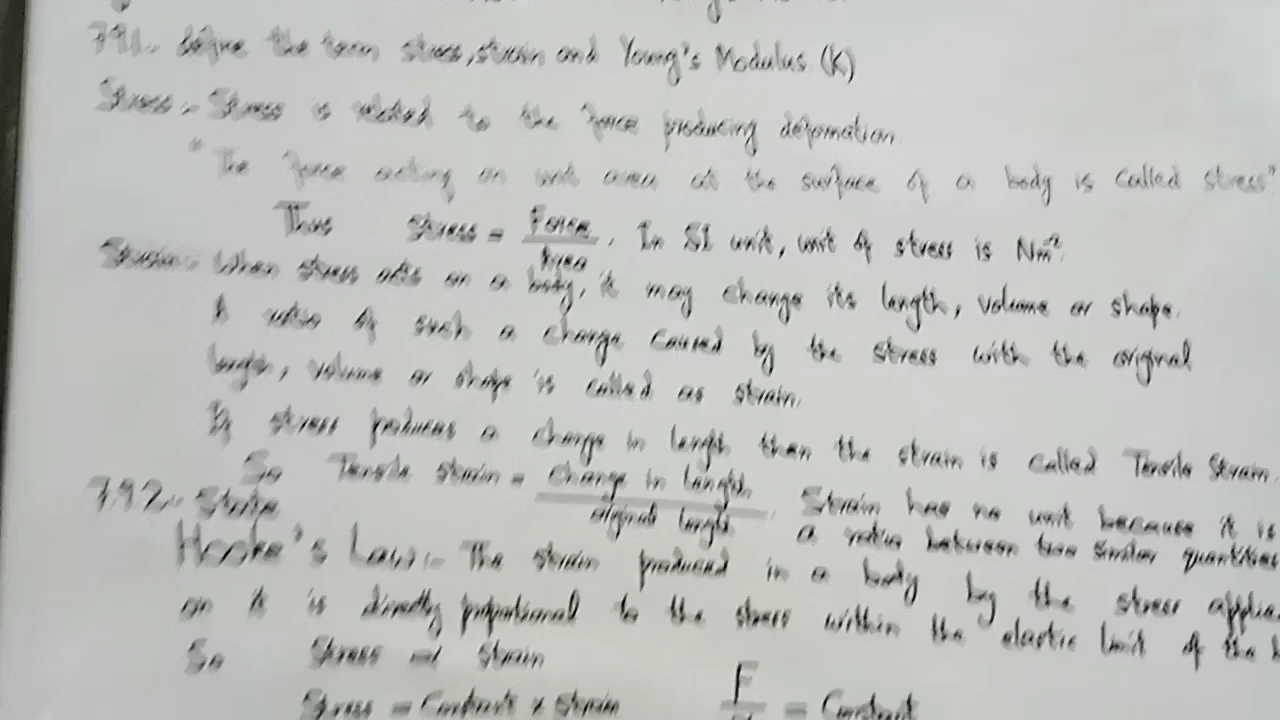 7.9.1. define the term stress, strain and Young's Modulus (K)
Stress - Stress is related to the force producing deformation
"The force acting on unit area at the surface of a body is called stress"
Thus Stress = Force / Area. In SI unit, unit of stress is Nm⁻²
Strain:- When stress acts on a body, it may change its length, volume or shape.
A ratio of such a change caused by the stress with the original
length, volume or shape is called as strain.
If stress produces a change in length than the strain is called Tensile Strain.
So Tensile strain = Change in length / original length. Strain has no unit because it is
a ratio between two similar quantities
7.9.2:- State
Hooke's Law:- The strain produced in a body by the stress applied
on it is directly propotional to the stress within the elastic limit of the
So Stress ∝ Strain
Stress = Constant x Strain F = Constant